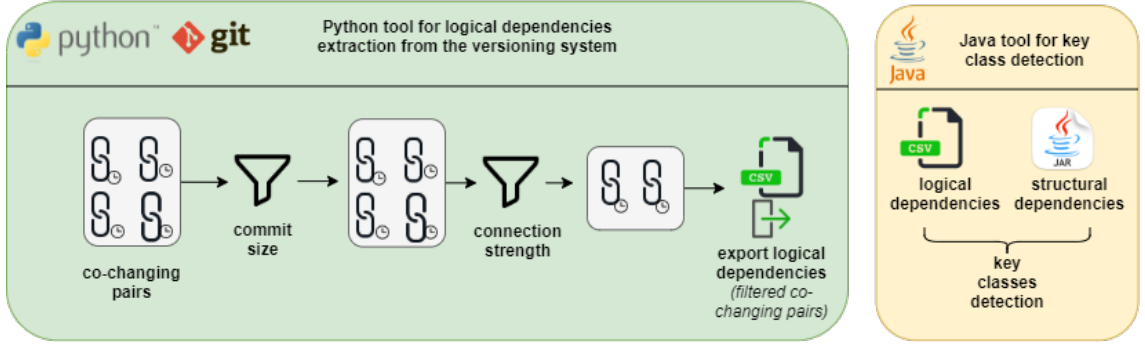 python™ git
Python tool for logical dependencies
extraction from the versioning system
co-changing
pairs
commit
size
connection
strength
CSV
export logical
dependencies
(filtered co-
changing pairs)
Java
Java tool for key
class detection
CSV
logical
dependencies
JAR
structural
dependencies
key
classes
detection